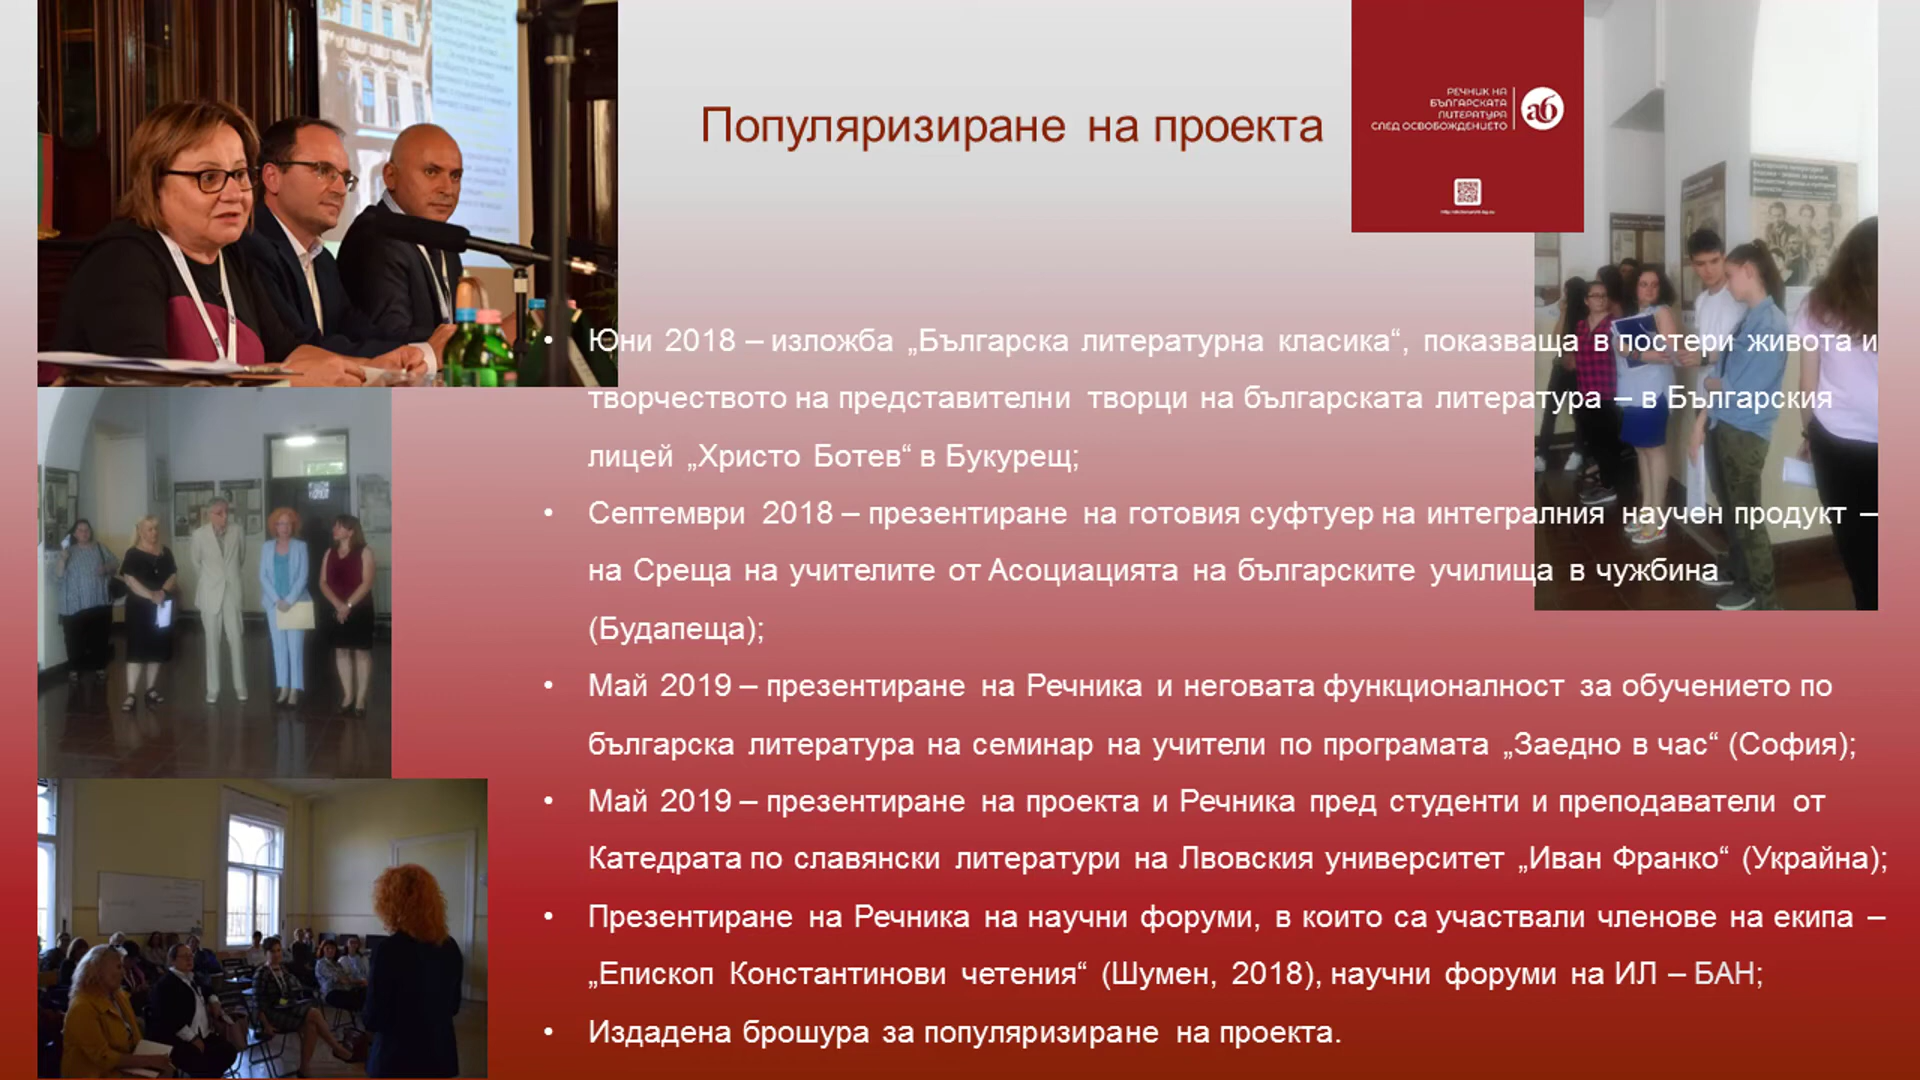 Популяризиране на проекта
РЕЧНИК НА
БЪЛГАРСКАТА
ЛИТЕРАТУРА
СЛЕД ОСВОБОЖДЕНИЕТО
аб
• Юни 2018 – изложба „Българска литературна класика“, показваща в постери живота и
творчеството на представителни творци на българската литература – в Българския
лицей „Христо Ботев“ в Букурещ;
• Септември 2018 – презентиране на готовия суфтуер на интегралния научен продукт –
на Среща на учителите от Асоциацията на българските училища в чужбина
(Будапеща);
• Май 2019 – презентиране на Речника и неговата функционалност за обучението по
българска литература на семинар на учители по програмата „Заедно в час“ (София);
• Май 2019 – презентиране на проекта и Речника пред студенти и преподаватели от
Катедрата по славянски литератури на Лвовския университет „Иван Франко“ (Украйна);
• Презентиране на Речника на научни форуми, в които са участвали членове на екипа –
„Епископ Константинови четения“ (Шумен, 2018), научни форуми на ИЛ – БАН;
• Издадена брошура за популяризиране на проекта.